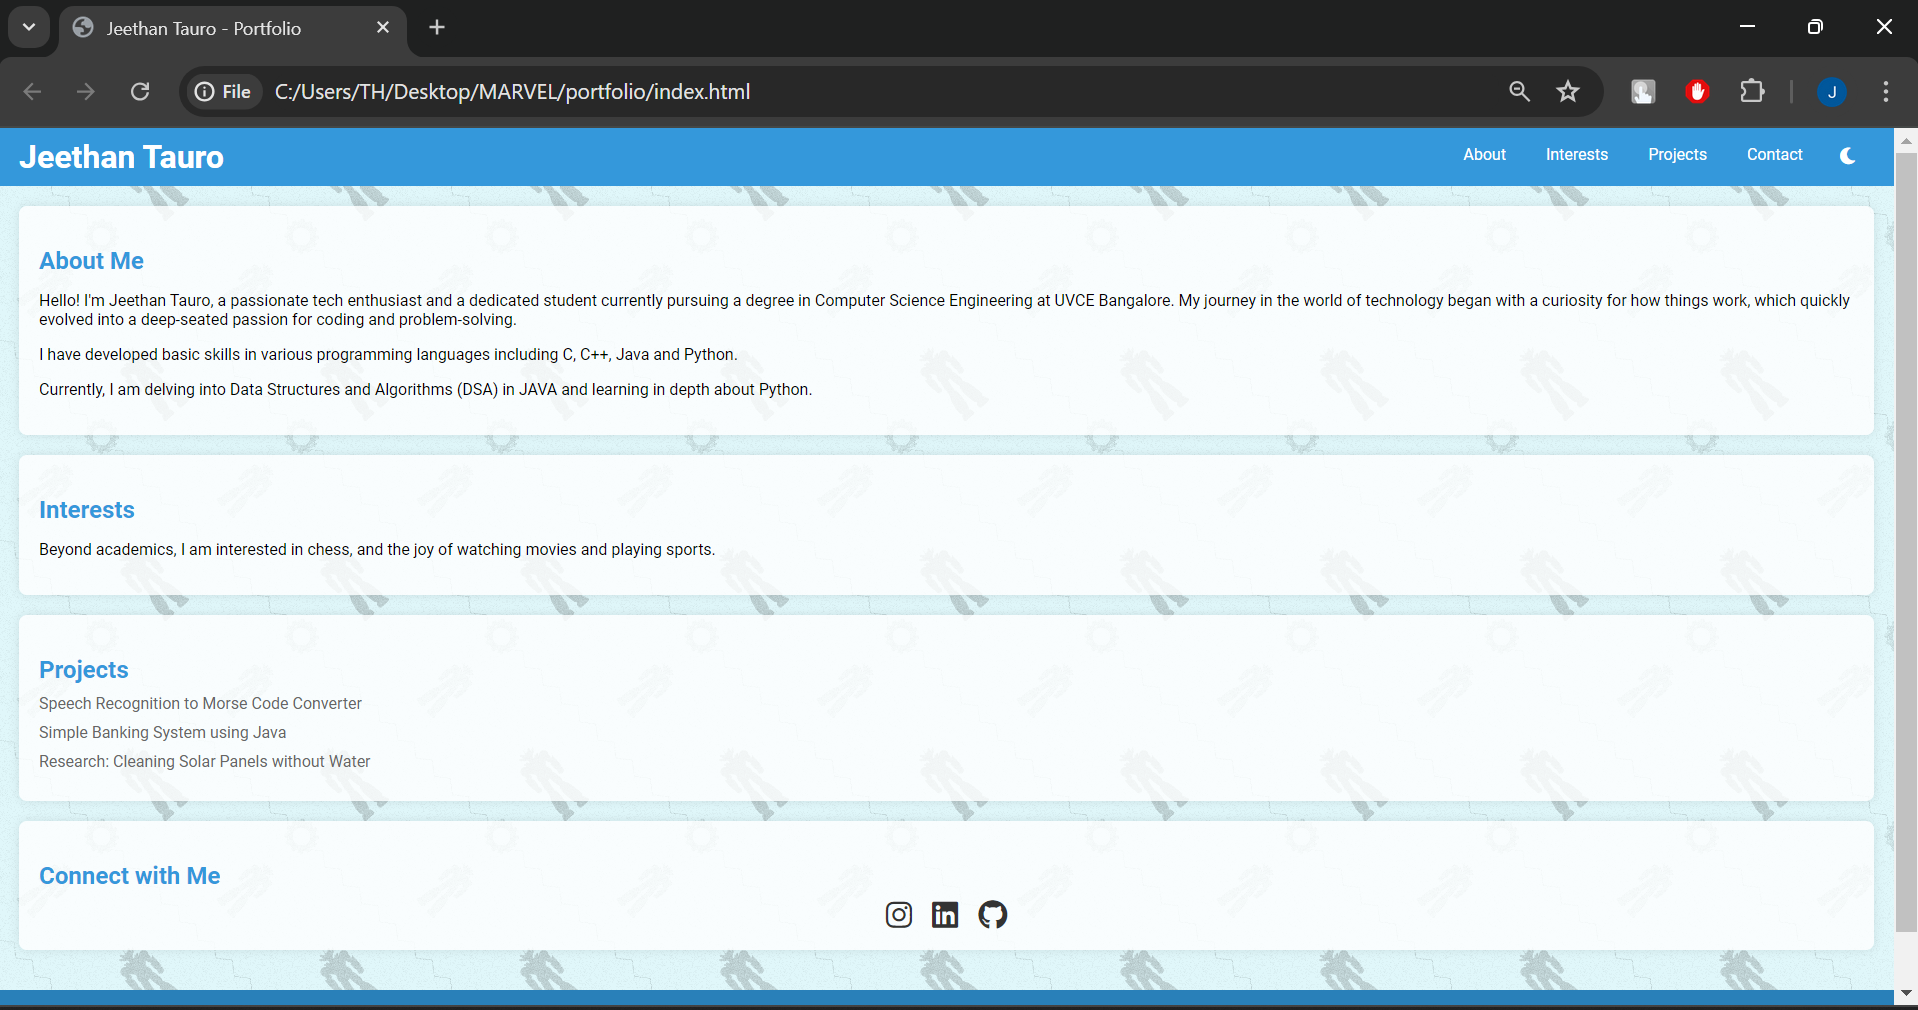 Jeethan Tauro - Portfolio
File C:/Users/TH/Desktop/MARVEL/portfolio/index.html
J
Jeethan Tauro
About Interests Projects Contact
About Me
Hello! I'm Jeethan Tauro, a passionate tech enthusiast and a dedicated student currently pursuing a degree in Computer Science Engineering at UVCE Bangalore. My journey in the world of technology began with a curiosity for how things work, which quickly
evolved into a deep-seated passion for coding and problem-solving.
I have developed basic skills in various programming languages including C, C++, Java and Python.
Currently, I am delving into Data Structures and Algorithms (DSA) in JAVA and learning in depth about Python.
Interests
Beyond academics, I am interested in chess, and the joy of watching movies and playing sports.
Projects
Speech Recognition to Morse Code Converter
Simple Banking System using Java
Research: Cleaning Solar Panels without Water
Connect with Me
in